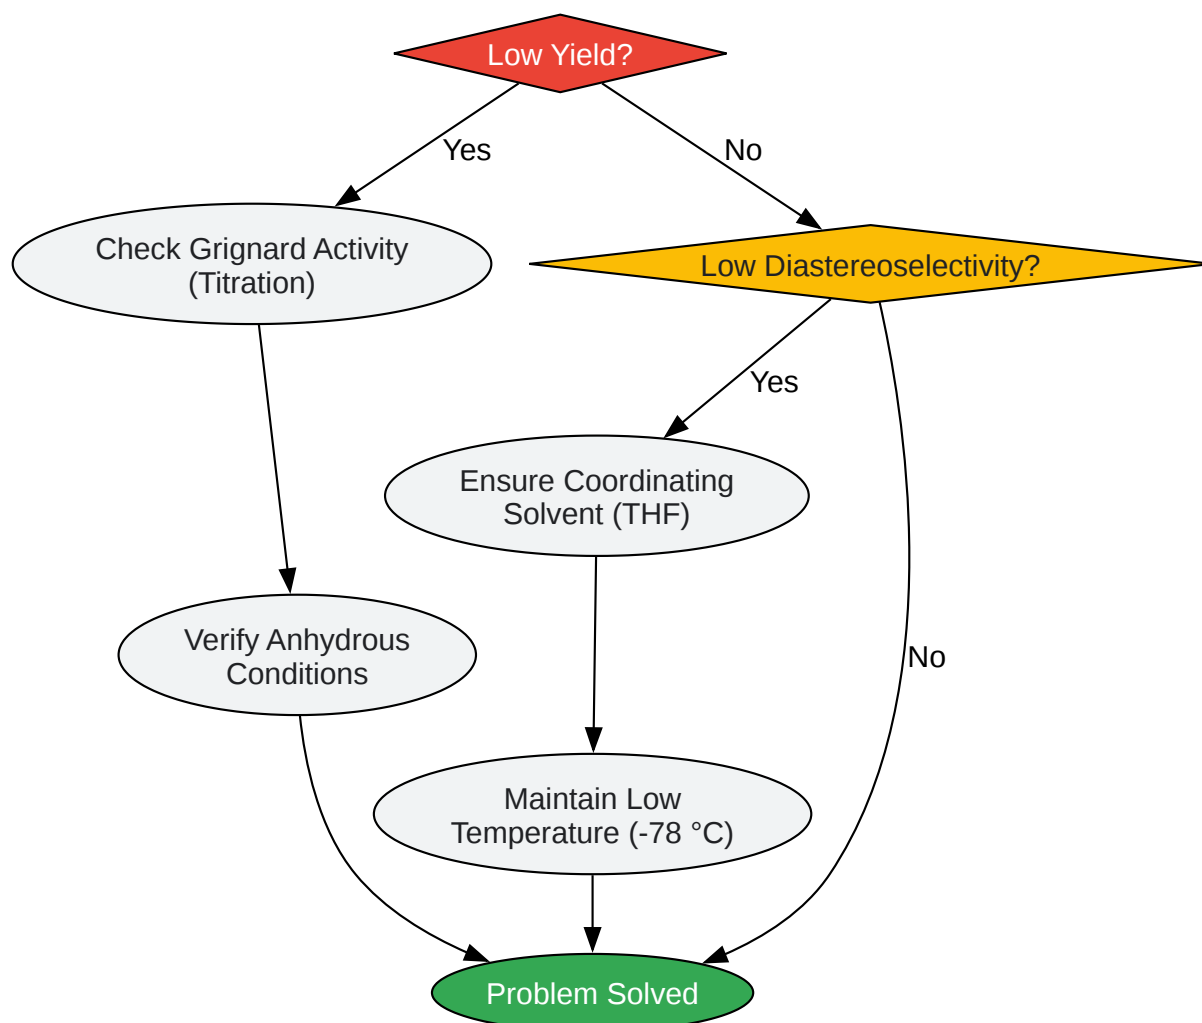 Low Yield?
Yes
No
Check Grignard Activity
(Titration)
Low Diastereoselectivity?
Yes
Ensure Coordinating
Solvent (THF)
Verify Anhydrous
Conditions
No
Maintain Low
Temperature (-78 °C)
Problem Solved